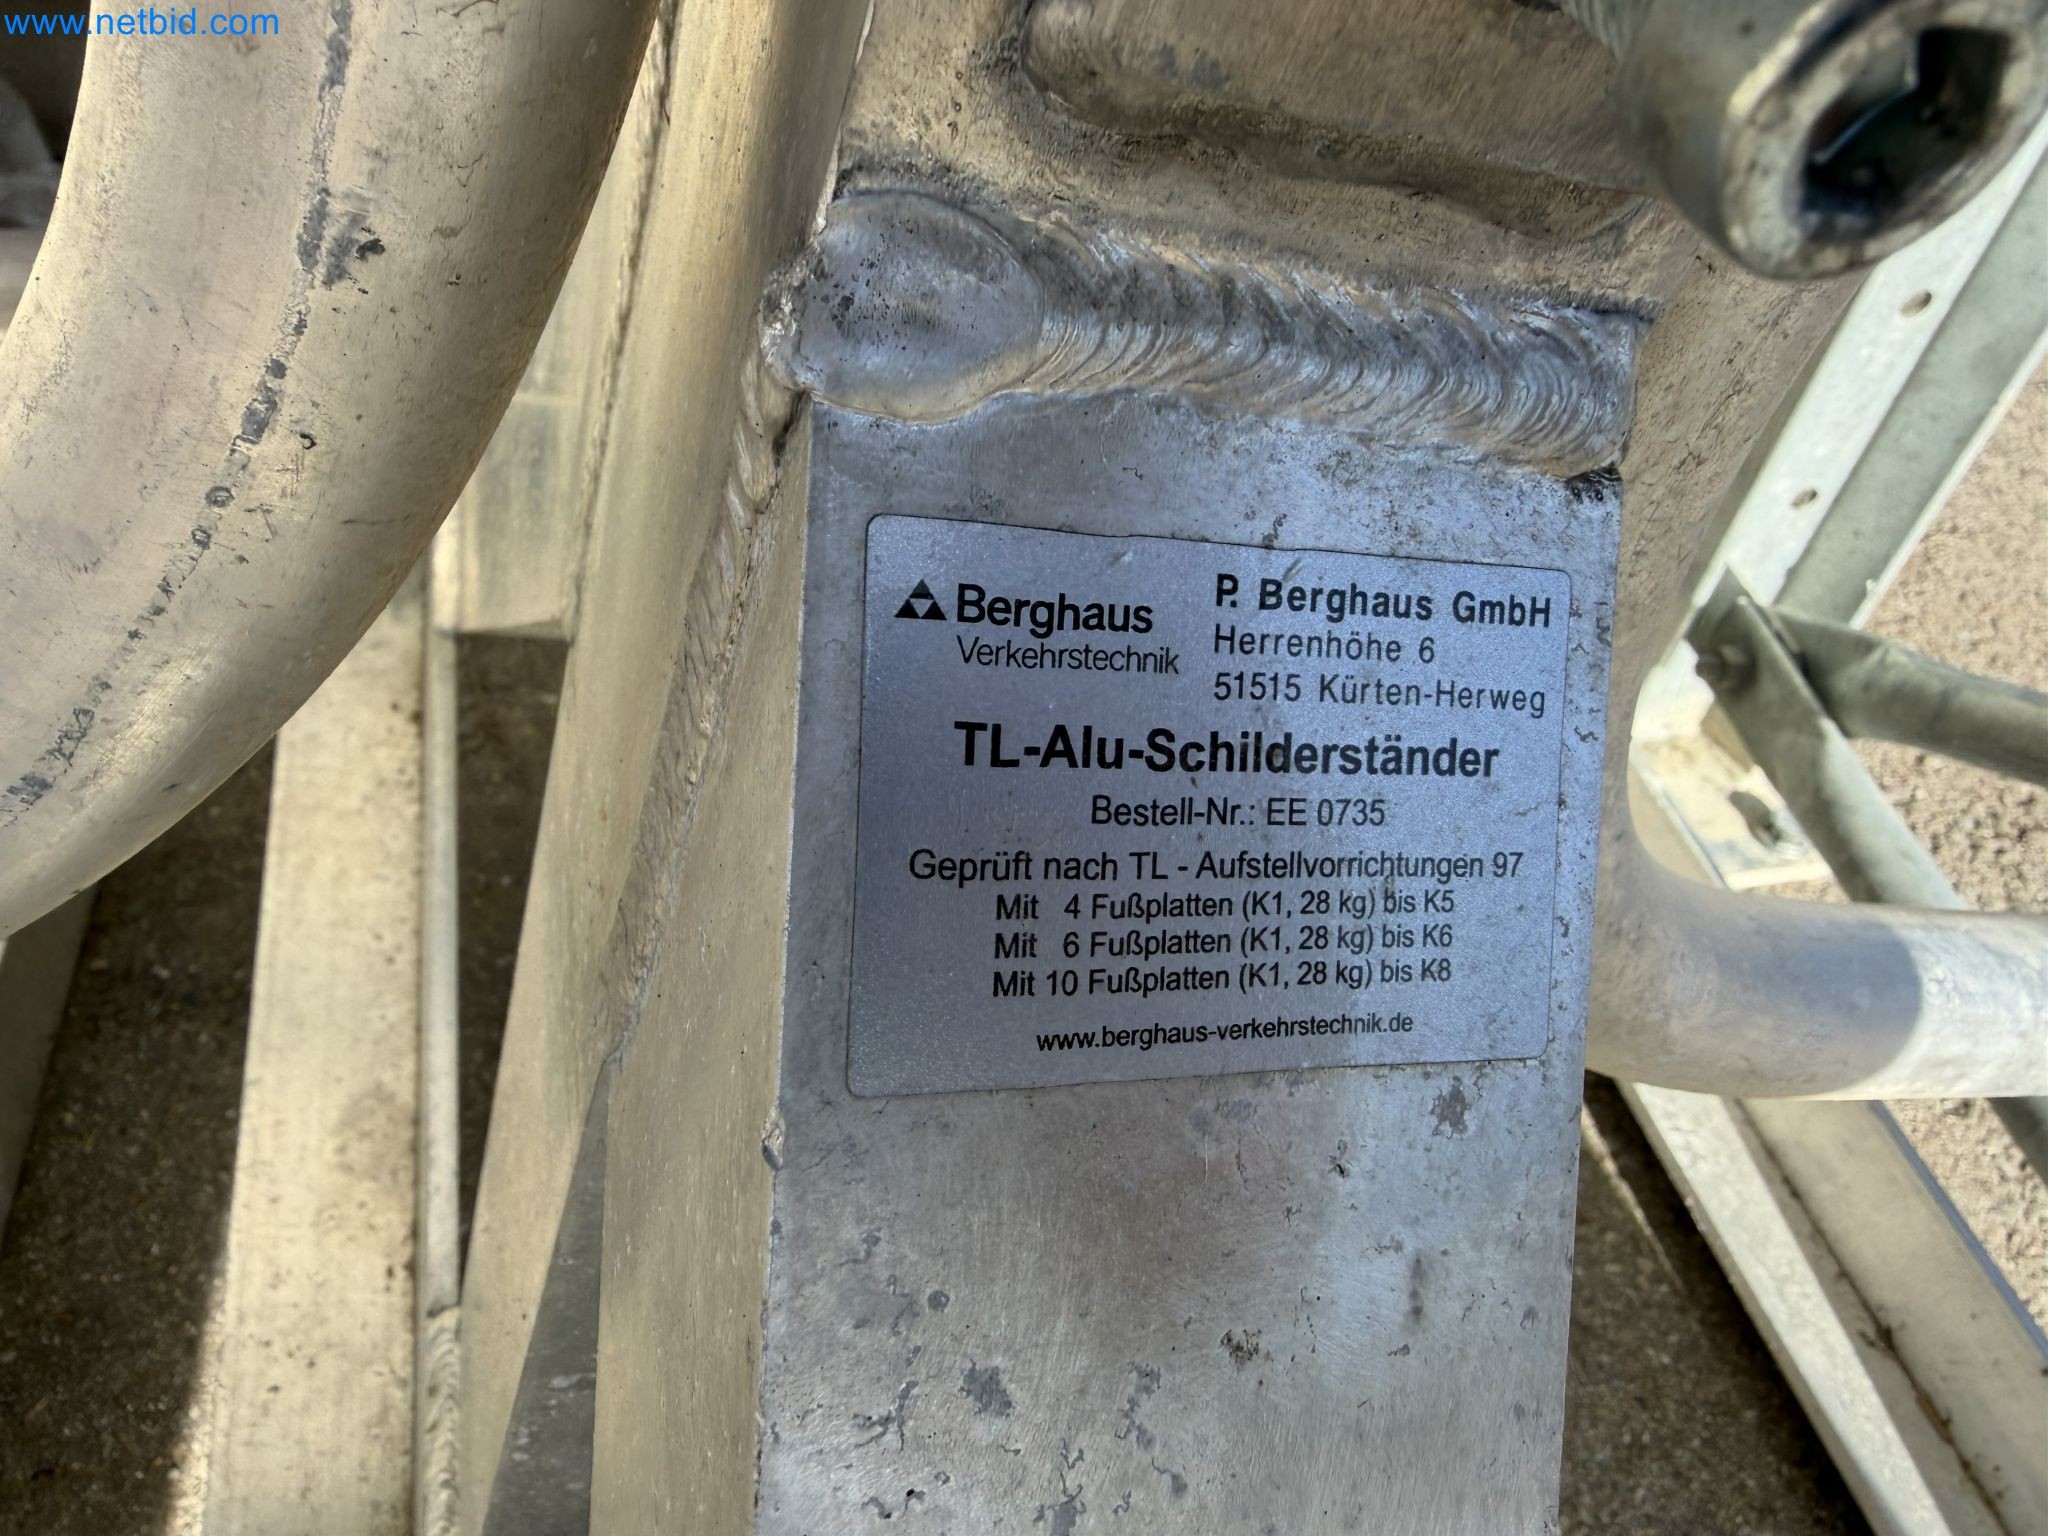 www.netbid.com
Berghaus
Verkehrstechnik
P. Berghaus GmbH
Herrenhöhe 6
51515 Kürten-Herweg
TL-Alu-Schilderständer
Bestell-Nr.: EE 0735
Geprüft nach TL - Aufstellvorrichtungen 97
Mit 4 Fußplatten (K1, 28 kg) bis K5
Mit 6 Fußplatten (K1, 28 kg) bis K6
Mit 10 Fußplatten (K1, 28 kg) bis K8
www.berghaus-verkehrstechnik.de